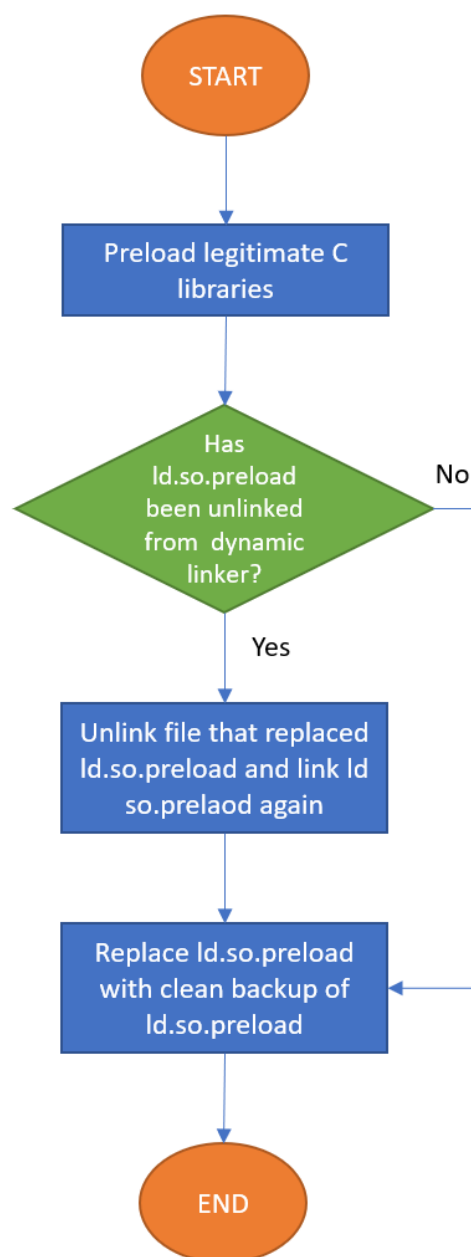 START
Preload legitimate C
libraries
Has
ld.so.preload
been unlinked
from dynamic
linker?
No
Yes
Unlink file that replaced
ld.so.preload and link ld
so.prelaod again
Replace ld.so.preload
with clean backup of
ld.so.preload
END